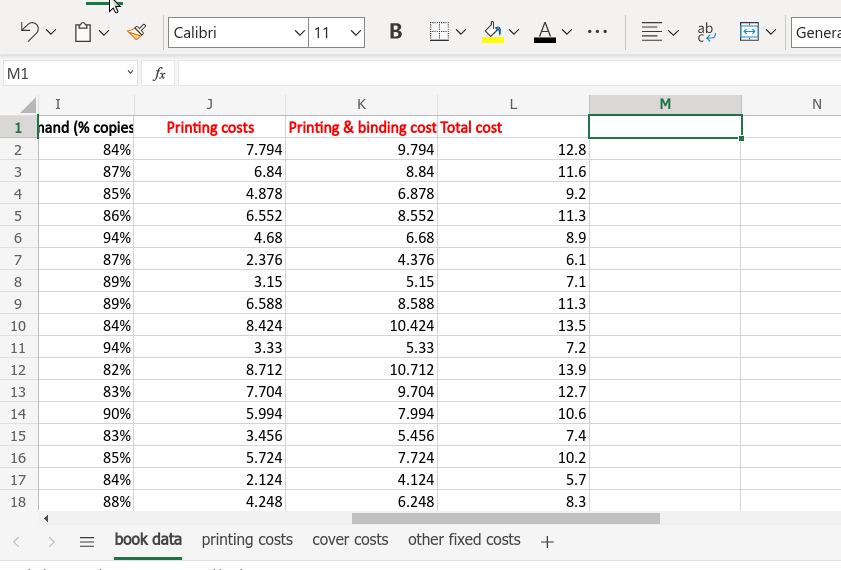 Calibri 11 B A ab c Genera
M1 fx
I J K L M N
1 hand (% copies Printing costs Printing & binding cost Total cost
2 84% 7.794 9.794 12.8
3 87% 6.84 8.84 11.6
4 85% 4.878 6.878 9.2
5 86% 6.552 8.552 11.3
6 94% 4.68 6.68 8.9
7 87% 2.376 4.376 6.1
8 89% 3.15 5.15 7.1
9 89% 6.588 8.588 11.3
10 84% 8.424 10.424 13.5
11 94% 3.33 5.33 7.2
12 82% 8.712 10.712 13.9
13 83% 7.704 9.704 12.7
14 90% 5.994 7.994 10.6
15 83% 3.456 5.456 7.4
16 85% 5.724 7.724 10.2
17 84% 2.124 4.124 5.7
18 88% 4.248 6.248 8.3
book data printing costs cover costs other fixed costs